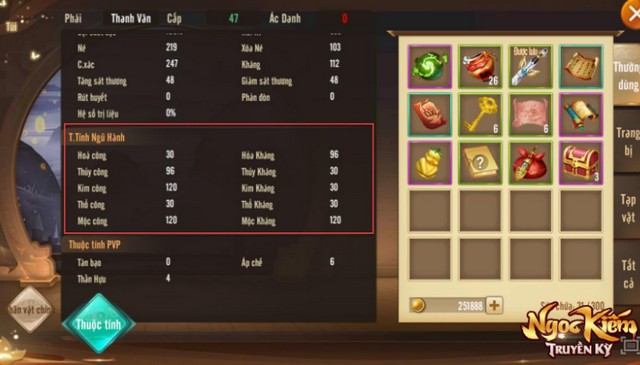 Túi
Phái Thanh Vân Cấp 47 Ác Danh 0
Né 219 Xóa Né 103
C.xác 247 Kháng 112
Tăng sát thương 48 Giảm sát thương 48
Rút huyết 0 Phản đòn 0
Hệ số trị liệu 0%
T.Tính Ngũ Hành
Hoả công 30 Hỏa Kháng 96
Thủy công 96 Thủy Kháng 30
Kim công 120 Kim Kháng 30
Thổ công 30 Thổ Kháng 30
Mộc công 120 Mộc Kháng 120
Thuộc tính PVP
Tàn bạo 0 Áp chế 6
Thần Hựu 4
Thuộc tính
26
6 6
3
Thường dùng
Trang bị
Tạp vật
Tất cả
251888 +
Ngọc Kiếm
Truyền Kỳ